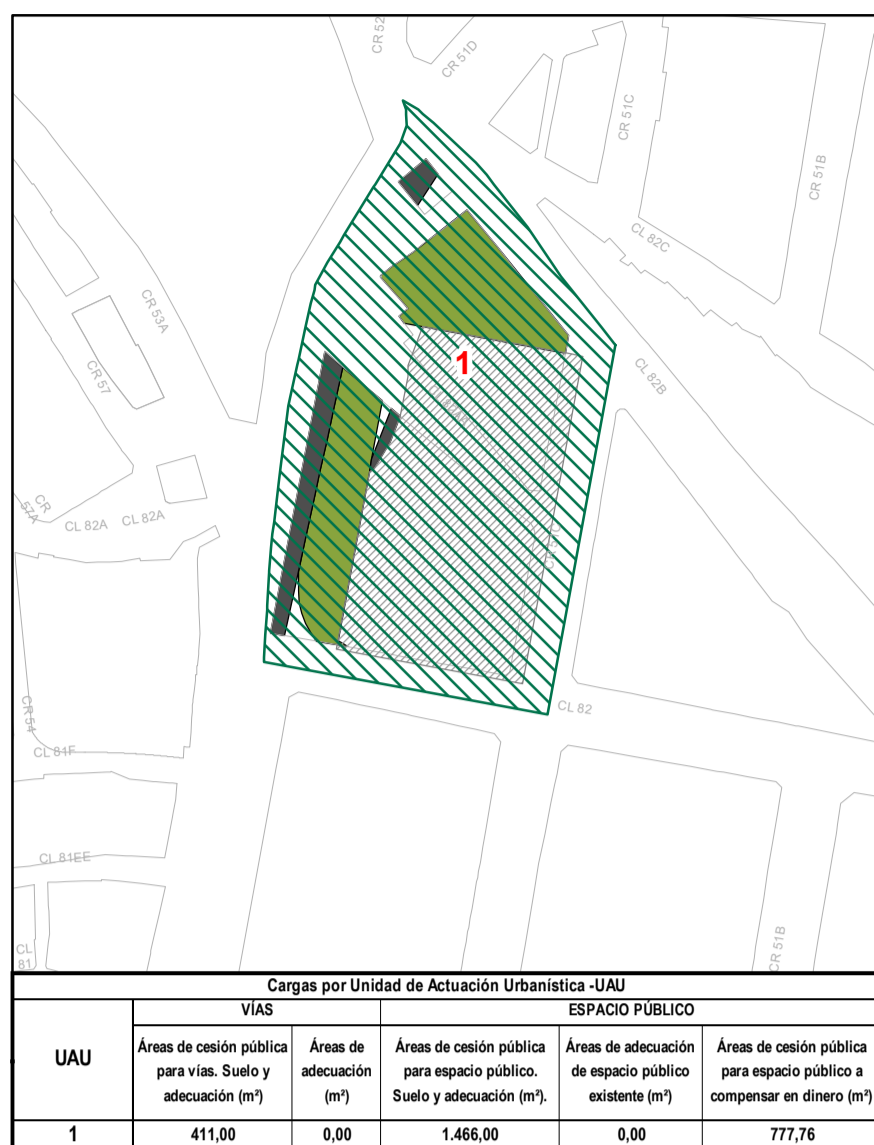 CR 52
CR 51D
CR 51C
CR 51B
CL 82C
CR 53A
CR 57
CL 82B
1
CR 51C
CR
57A
CL 82A
CL 82A
CR 54
CL 82
CL 81F
CL 81EE
CL
81
CR 51B
Cargas por Unidad de Actuación Urbanística -UAU
UAU
VÍAS
ESPACIO PÚBLICO
Áreas de cesión pública
para vías. Suelo y
adecuación (m²)
Áreas de
adecuación
(m²)
Áreas de cesión pública
para espacio público.
Suelo y adecuación (m²).
Áreas de adecuación
de espacio público
existente (m²)
Áreas de cesión pública
para espacio público a
compensar en dinero (m²)
1
411,00
0,00
1.466,00
0,00
777,76